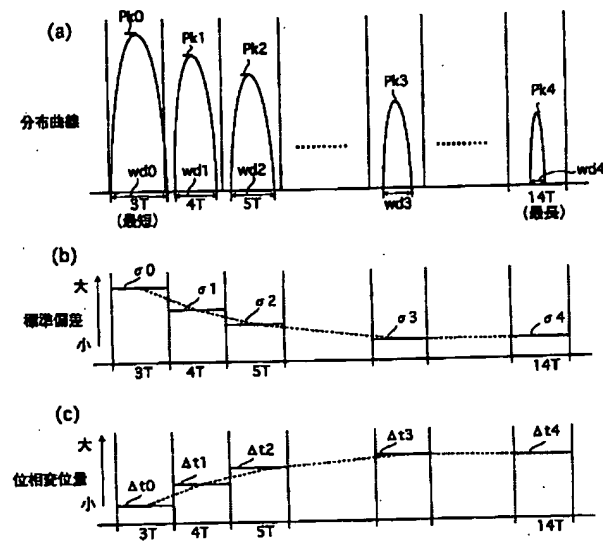 (a)
Pk0
Pk1
Pk2
Pk3
Pk4
分布曲線
wd0
wd1
wd2
wd3
wd4
3T
4T
5T
14T
(最短)
(最長)
(b)
大
小
標準偏差
σ0
σ1
σ2
σ3
σ4
3T
4T
5T
14T
(c)
大
小
位相変位量
Δt0
Δt1
Δt2
Δt3
Δt4
3T
4T
5T
14T